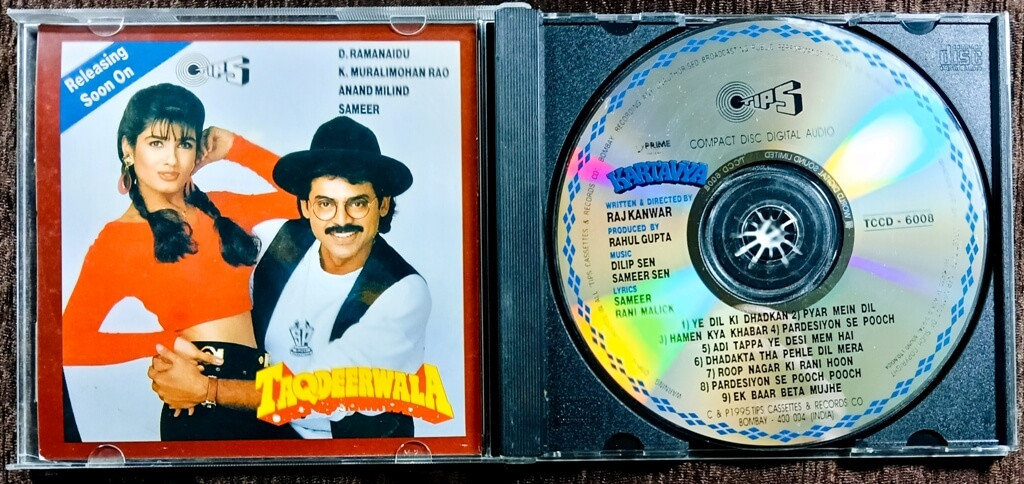 Releasing
Soon On
TIPS
D. RAMANAIDU
K. MURALIMOHAN RAO
ANAND MILIND
SAMEER
TAQDEERWALA
TIPS
COMPACT DISC DIGITAL AUDIO
PRIME
KARTAVYA
WRITTEN & DIRECTED BY
RAJ KANWAR
PRODUCED BY
RAHUL GUPTA
MUSIC
DILIP SEN
SAMEER SEN
LYRICS
SAMEER
RANI MALICK
TCCD - 6008
1) YE DIL KI DHADKAN 2) PYAR MEIN DIL
3) HAMEN KYA KHABAR 4) PARDESIYON SE POOCH
5) ADI TAPPA YE DESI MEM HAI
6) DHADAKTA THA PEHLE DIL MERA
7) ROOP NAGAR KI RANI HOON
8) PARDESIYON SE POOCH POOCH
9) EK BAAR BETA MUJHE
C & P 1995 TIPS CASSETTES & RECORDS CO
BOMBAY - 400 034 (INDIA)
disc